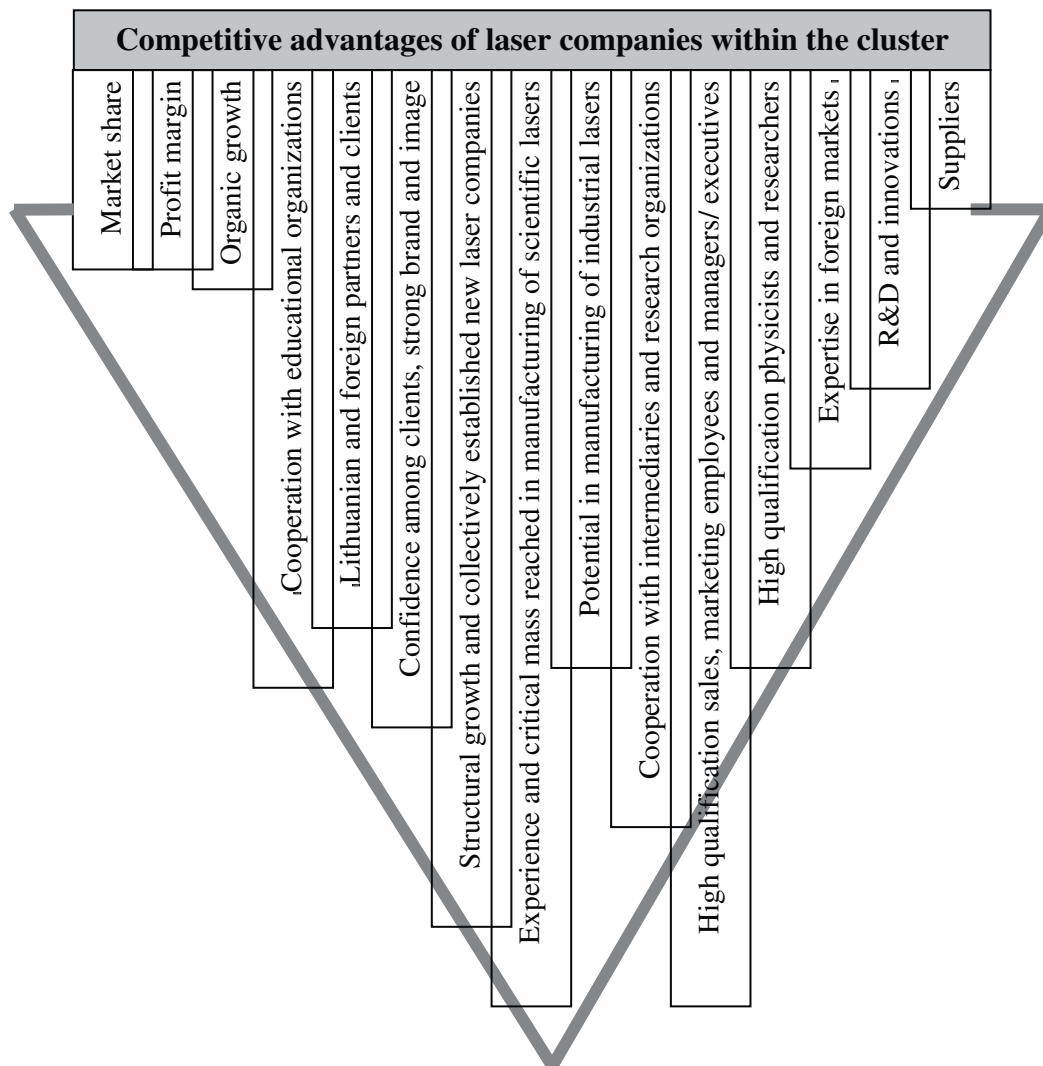 Competitive advantages of laser companies within the cluster
Market share
Profit margin
Organic growth
Cooperation with educational organizations
Lithuanian and foreign partners and clients
Confidence among clients, strong brand and image
Structural growth and collectively established new laser companies
Experience and critical mass reached in manufacturing of scientific lasers
Potential in manufacturing of industrial lasers
Cooperation with intermediaries and research organizations
High qualification sales, marketing employees and managers/ executives
High qualification physicists and researchers
Expertise in foreign markets
R&D and innovations
Suppliers